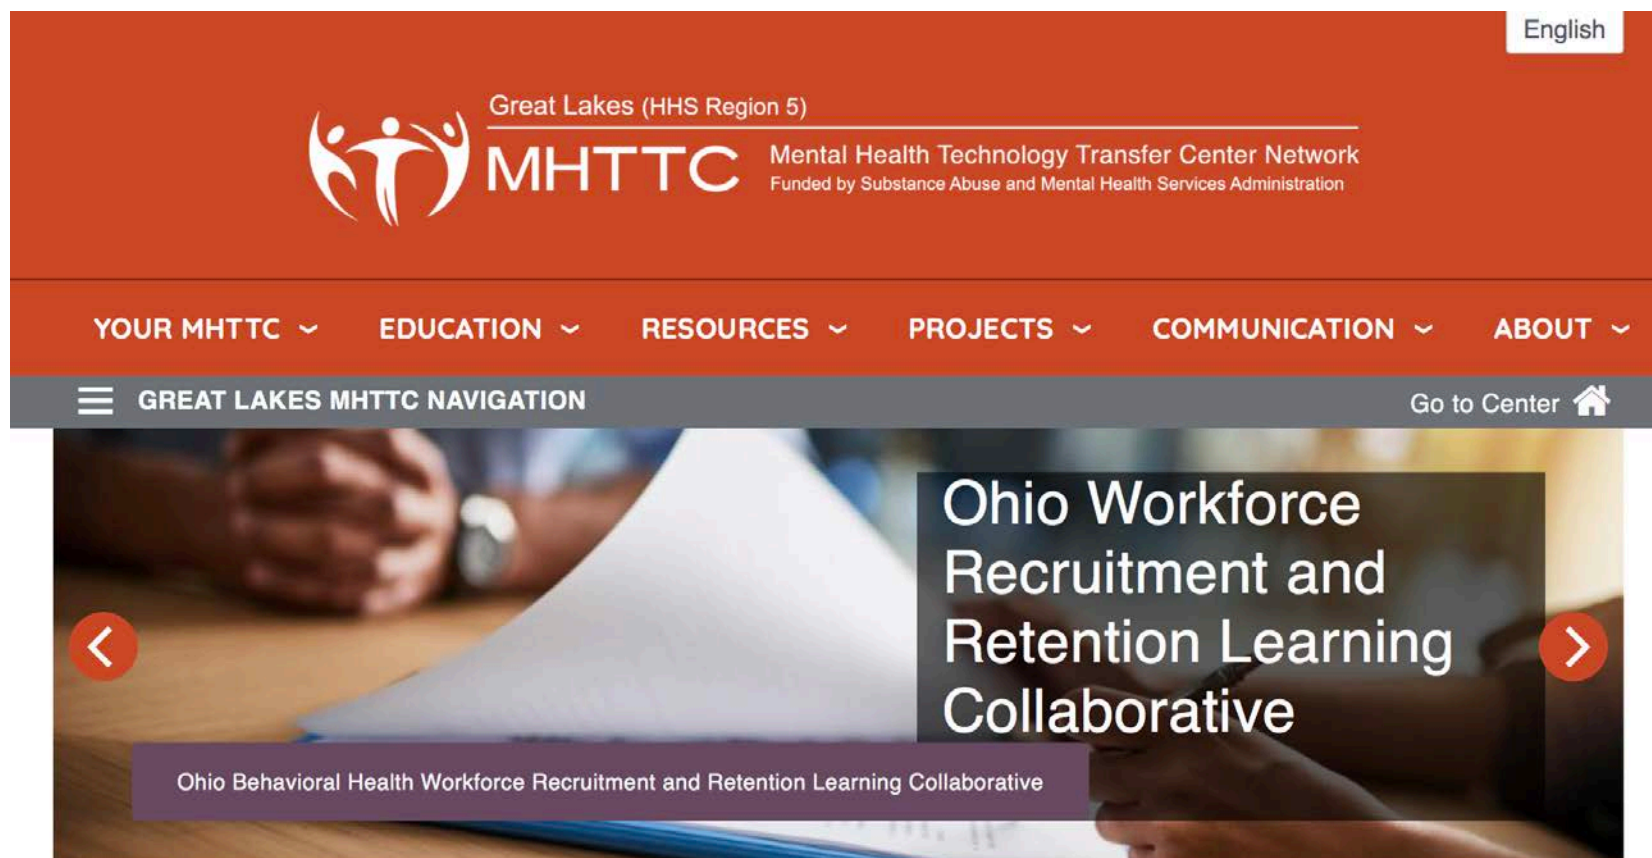 English
Great Lakes (HHS Region 5)
MHTTC
Mental Health Technology Transfer Center Network
Funded by Substance Abuse and Mental Health Services Administration
YOUR MHTTC EDUCATION RESOURCES PROJECTS COMMUNICATION ABOUT
GREAT LAKES MHTTC NAVIGATION
Go to Center
Ohio Workforce
Recruitment and
Retention Learning
Collaborative
Ohio Behavioral Health Workforce Recruitment and Retention Learning Collaborative